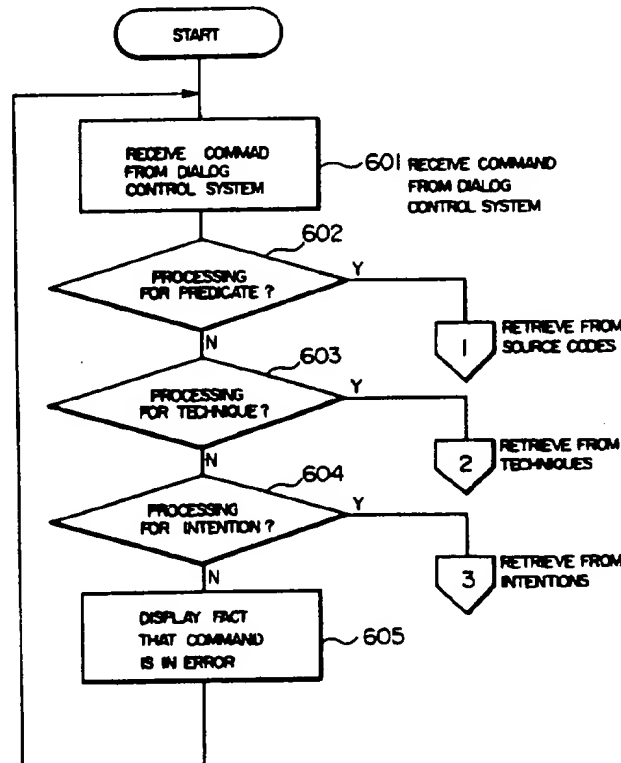 START
RECEIVE COMMAD
FROM DIALOG
CONTROL SYSTEM
601 RECEIVE COMMAND
FROM DIALOG
CONTROL SYSTEM
602
PROCESSING
FOR PREDICATE ?
Y
N
1
RETRIEVE FROM
SOURCE CODES
603
PROCESSING
FOR TECHNIQUE ?
Y
N
2
RETRIEVE FROM
TECHNIQUES
604
PROCESSING
FOR INTENTION ?
Y
N
3
RETRIEVE FROM
INTENTIONS
DISPLAY FACT
THAT COMMAND
IS IN ERROR
605